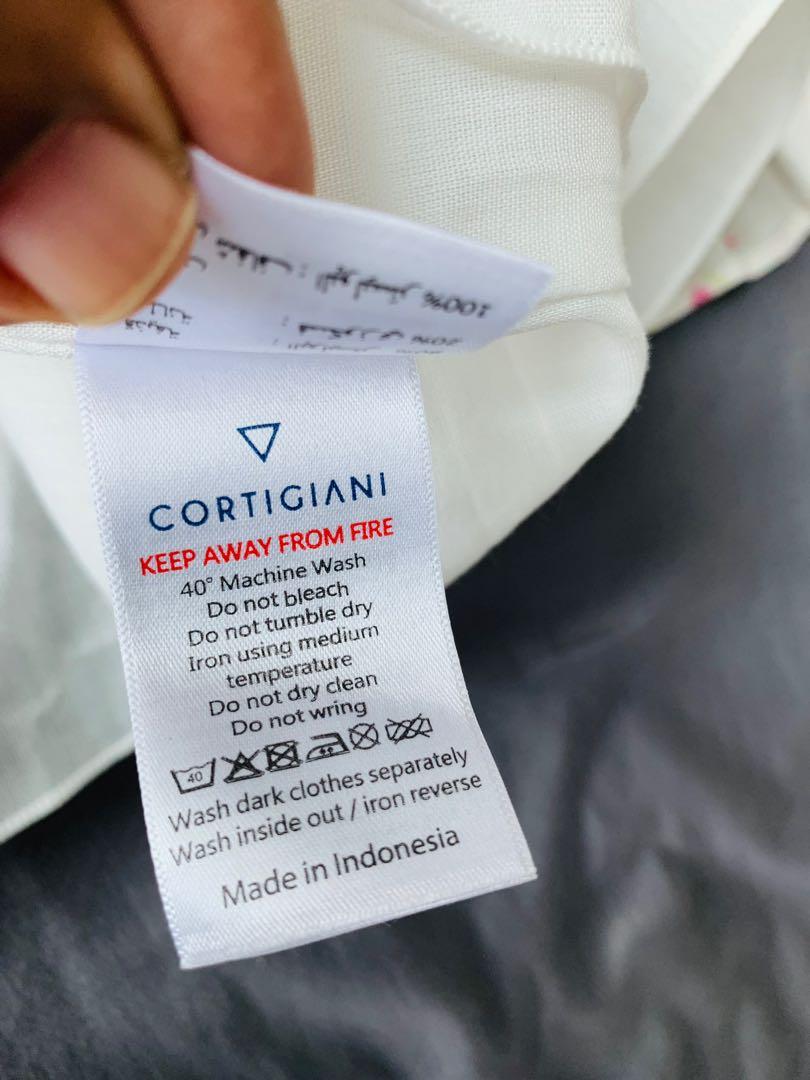 100%
20%
CORTIGIANI
KEEP AWAY FROM FIRE
40° Machine Wash
Do not bleach
Do not tumble dry
Iron using medium
temperature
Do not dry clean
Do not wring
40
Wash dark clothes separately
Wash inside out / iron reverse
Made in Indonesia